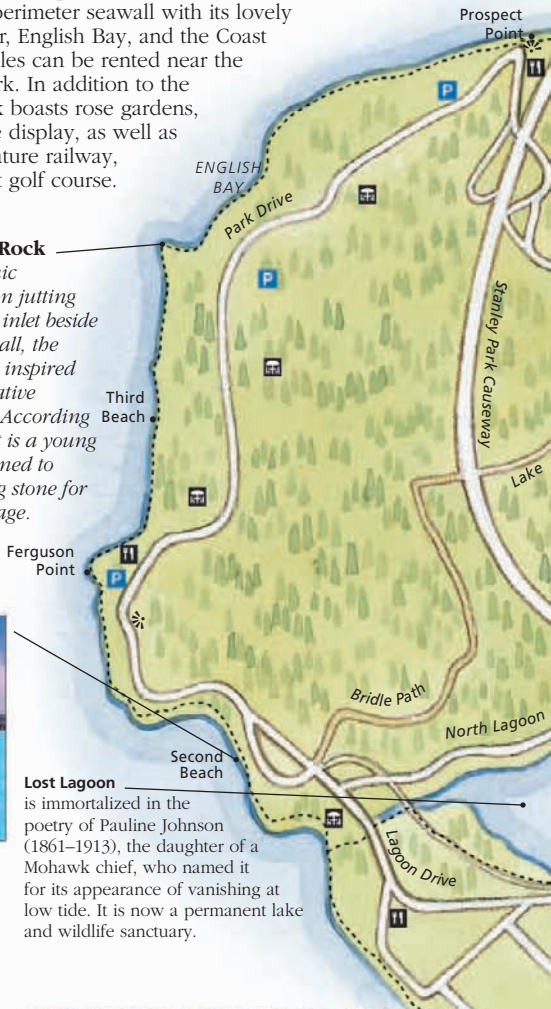 perimeter seawall with its lovely
r, English Bay, and the Coast
les can be rented near the
rk. In addition to the
k boasts rose gardens,
e display, as well as
ture railway,
t golf course.
Prospect
Point
P
ENGLISH
BAY
Park Drive
Rock
nic
on jutting
inlet beside
all, the
inspired
ative
According
t is a young
ned to
g stone for
age.
P
Stanley Park Causeway
Third
Beach
Lake
Ferguson
Point
P
Bridle Path
North Lagoon
Second
Beach
Lost Lagoon
is immortalized in the
poetry of Pauline Johnson
(1861–1913), the daughter of a
Mohawk chief, who named it
for its appearance of vanishing at
low tide. It is now a permanent lake
and wildlife sanctuary.
Lagoon Drive